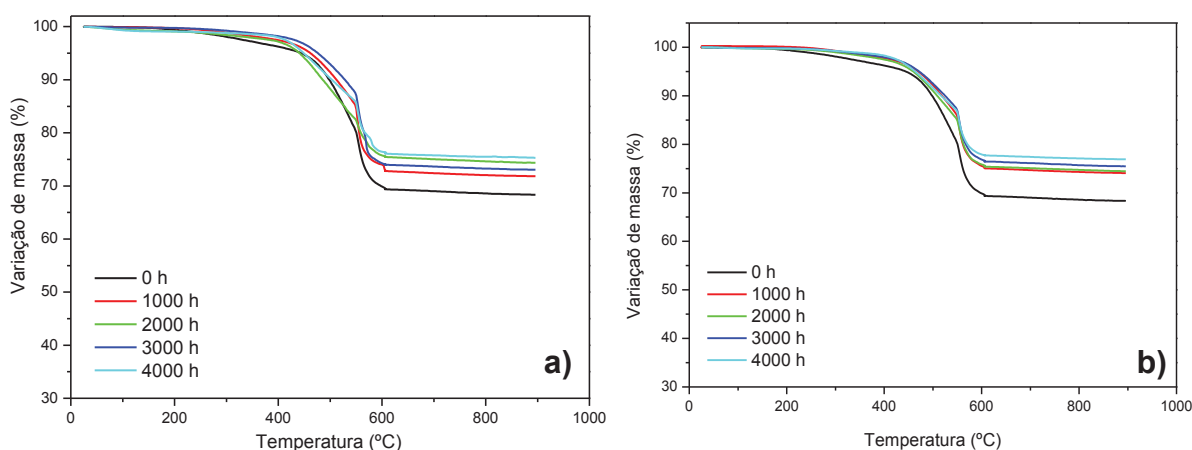 100
90
80
70
60
50
40
30
0
200
400
600
800
1000
Variação de massa (%)
Temperatura (ºC)
0 h
1000 h
2000 h
3000 h
4000 h
a)
100
90
80
70
60
50
40
30
0
200
400
600
800
1000
Variaçaõ de massa (%)
Temperatura (ºC)
0 h
1000 h
2000 h
3000 h
4000 h
b)